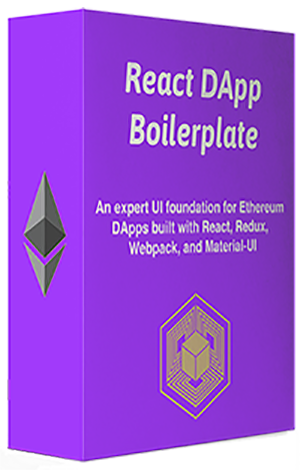 React DApp
Boilerplate
An expert UI foundation for Ethereum
DApps built with React, Redux,
Webpack, and Material-UI